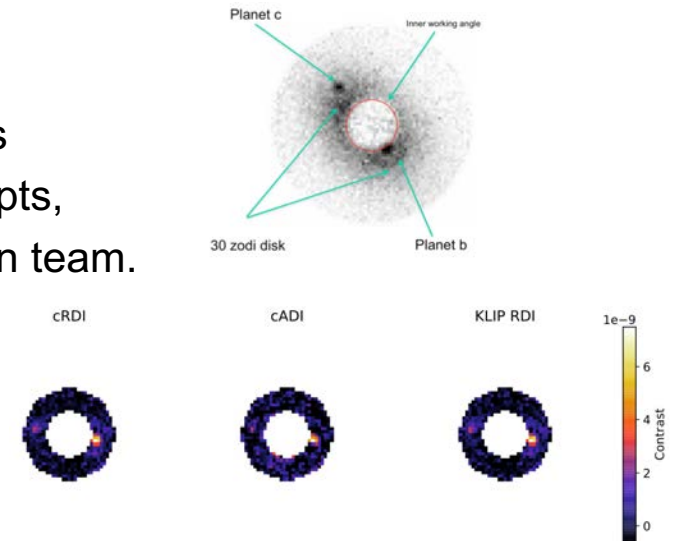 Planet c
Inner working angle
s
pts,
30 zodi disk
Planet b
n team.
cRDI
cADI
KLIP RDI
1e−9
6
4
2
0
Contrast